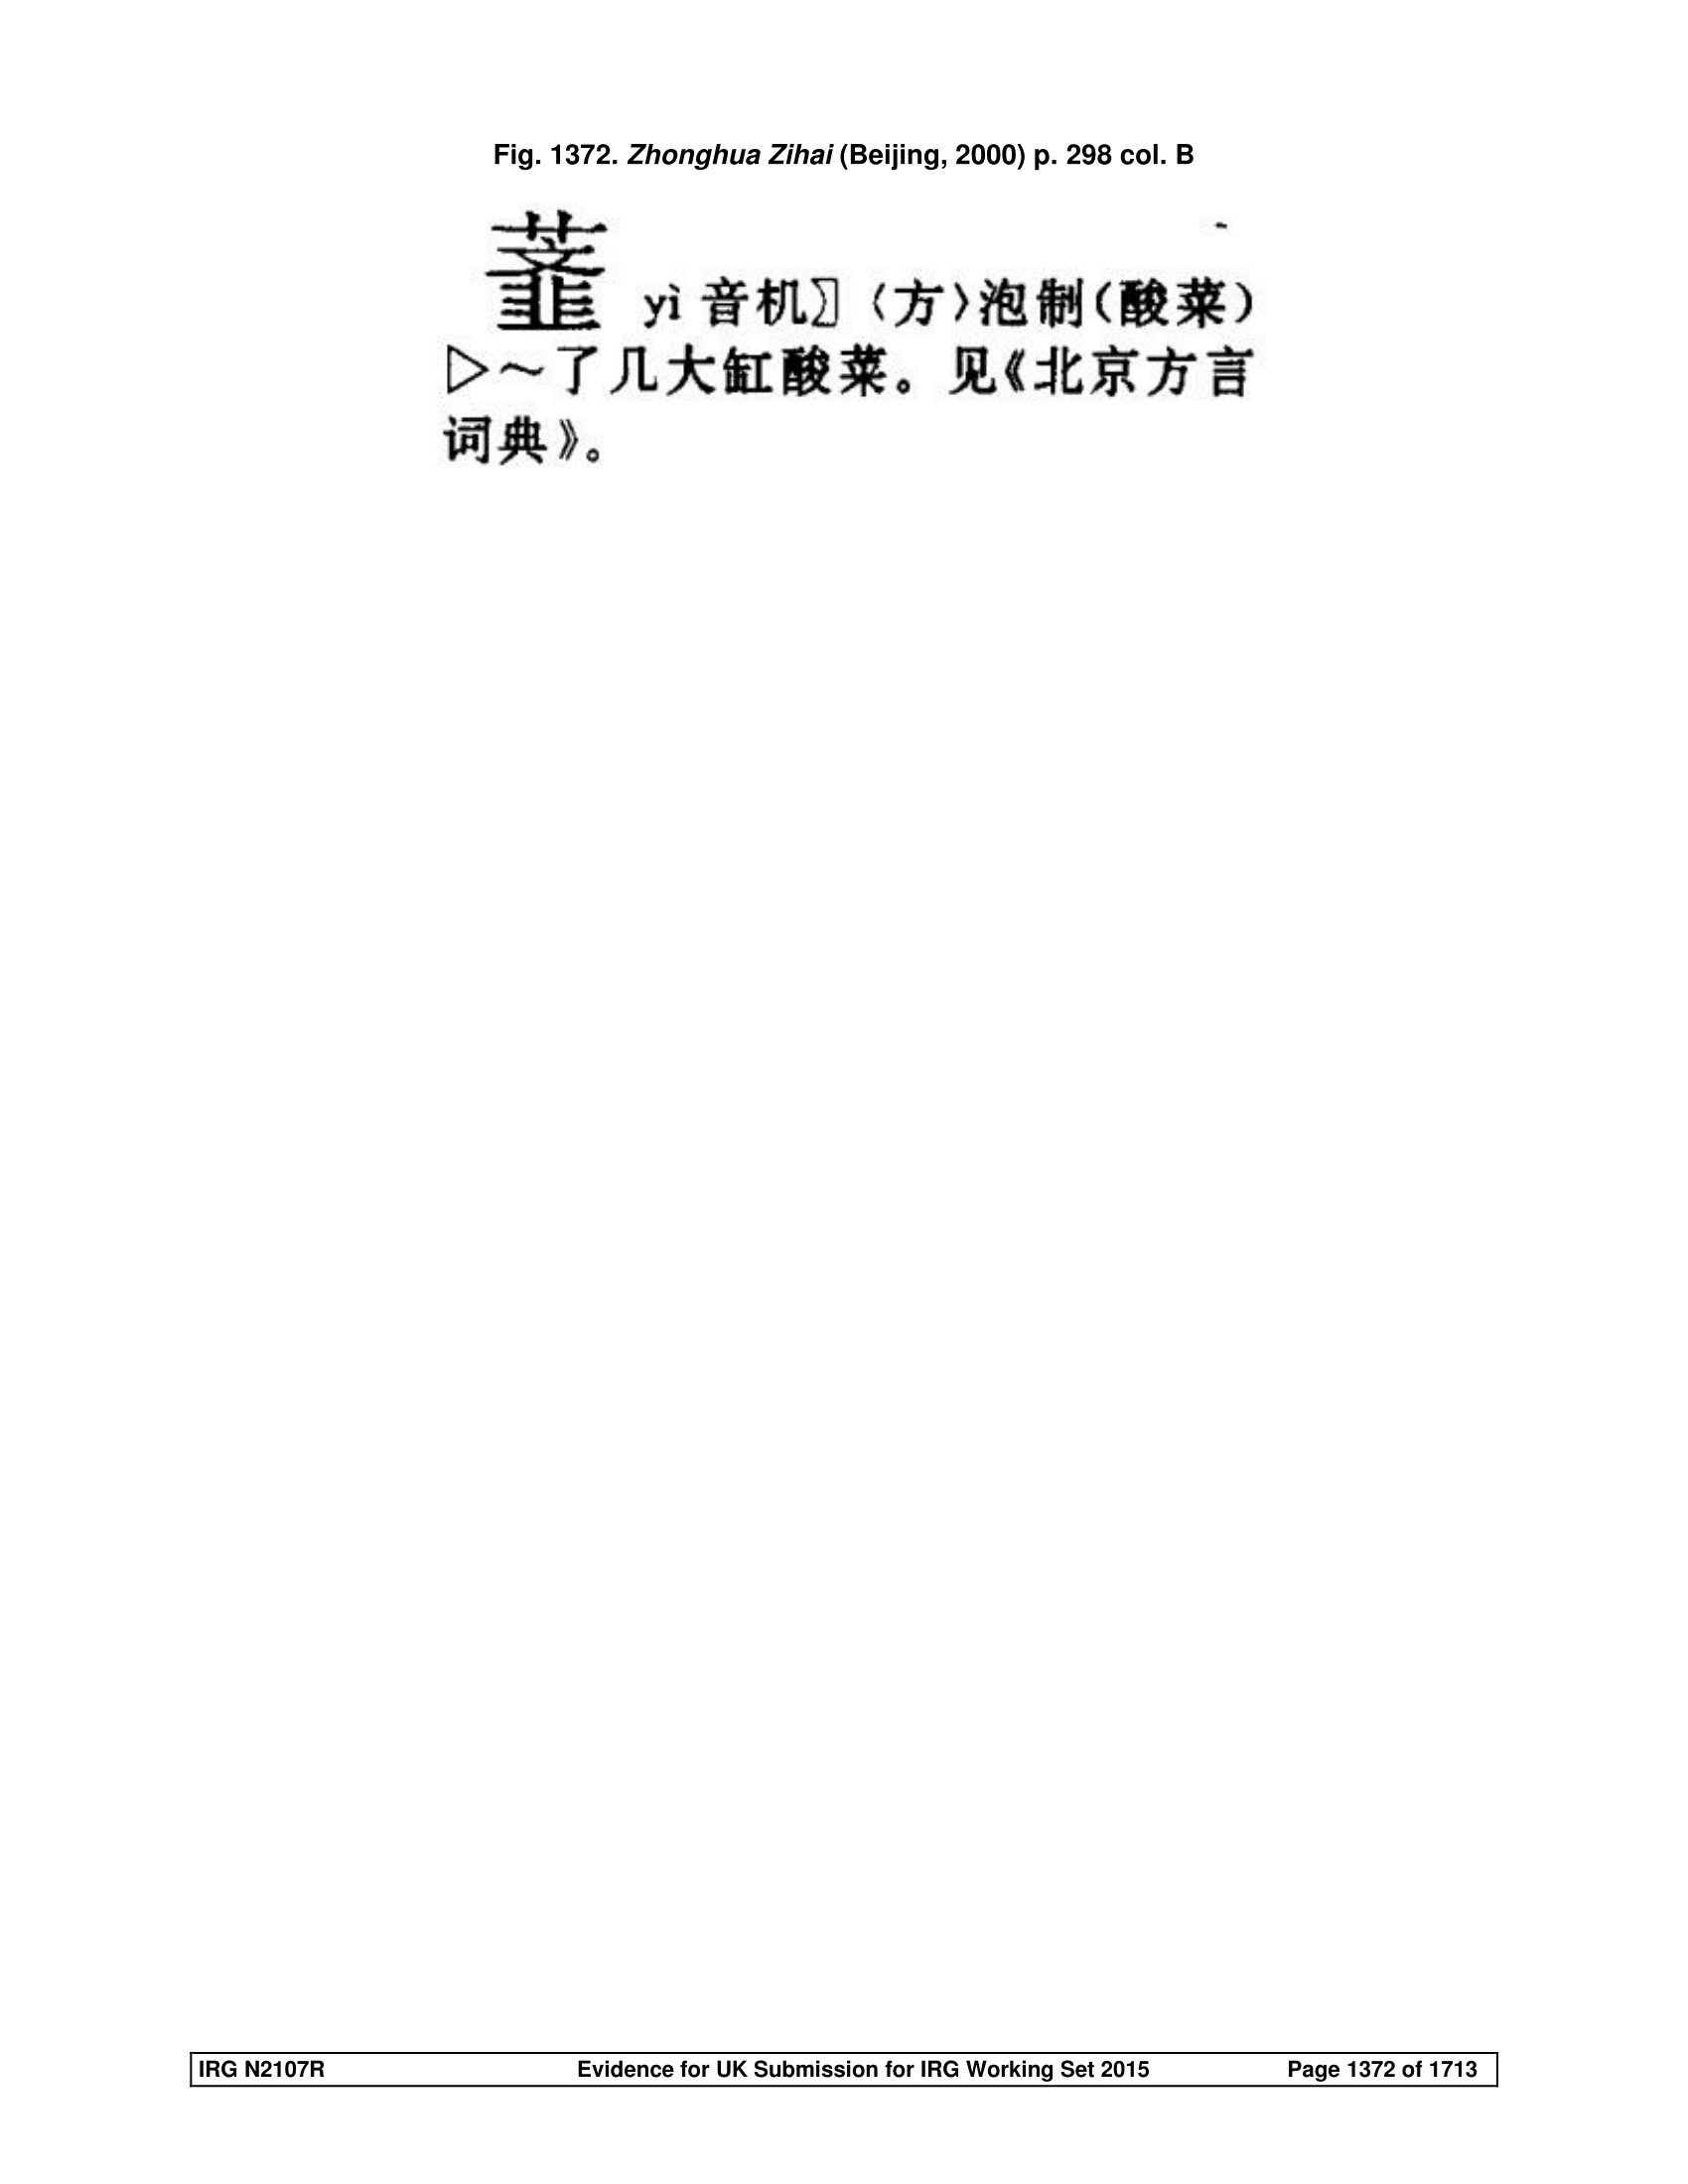 Fig. 1372. Zhonghua Zihai (Beijing, 2000) p. 298 col. B
yì 音机〗〈方〉泡制(酸菜)
▷～了几大缸酸菜。见《北京方言
词典》。
IRG N2107R Evidence for UK Submission for IRG Working Set 2015 Page 1372 of 1713